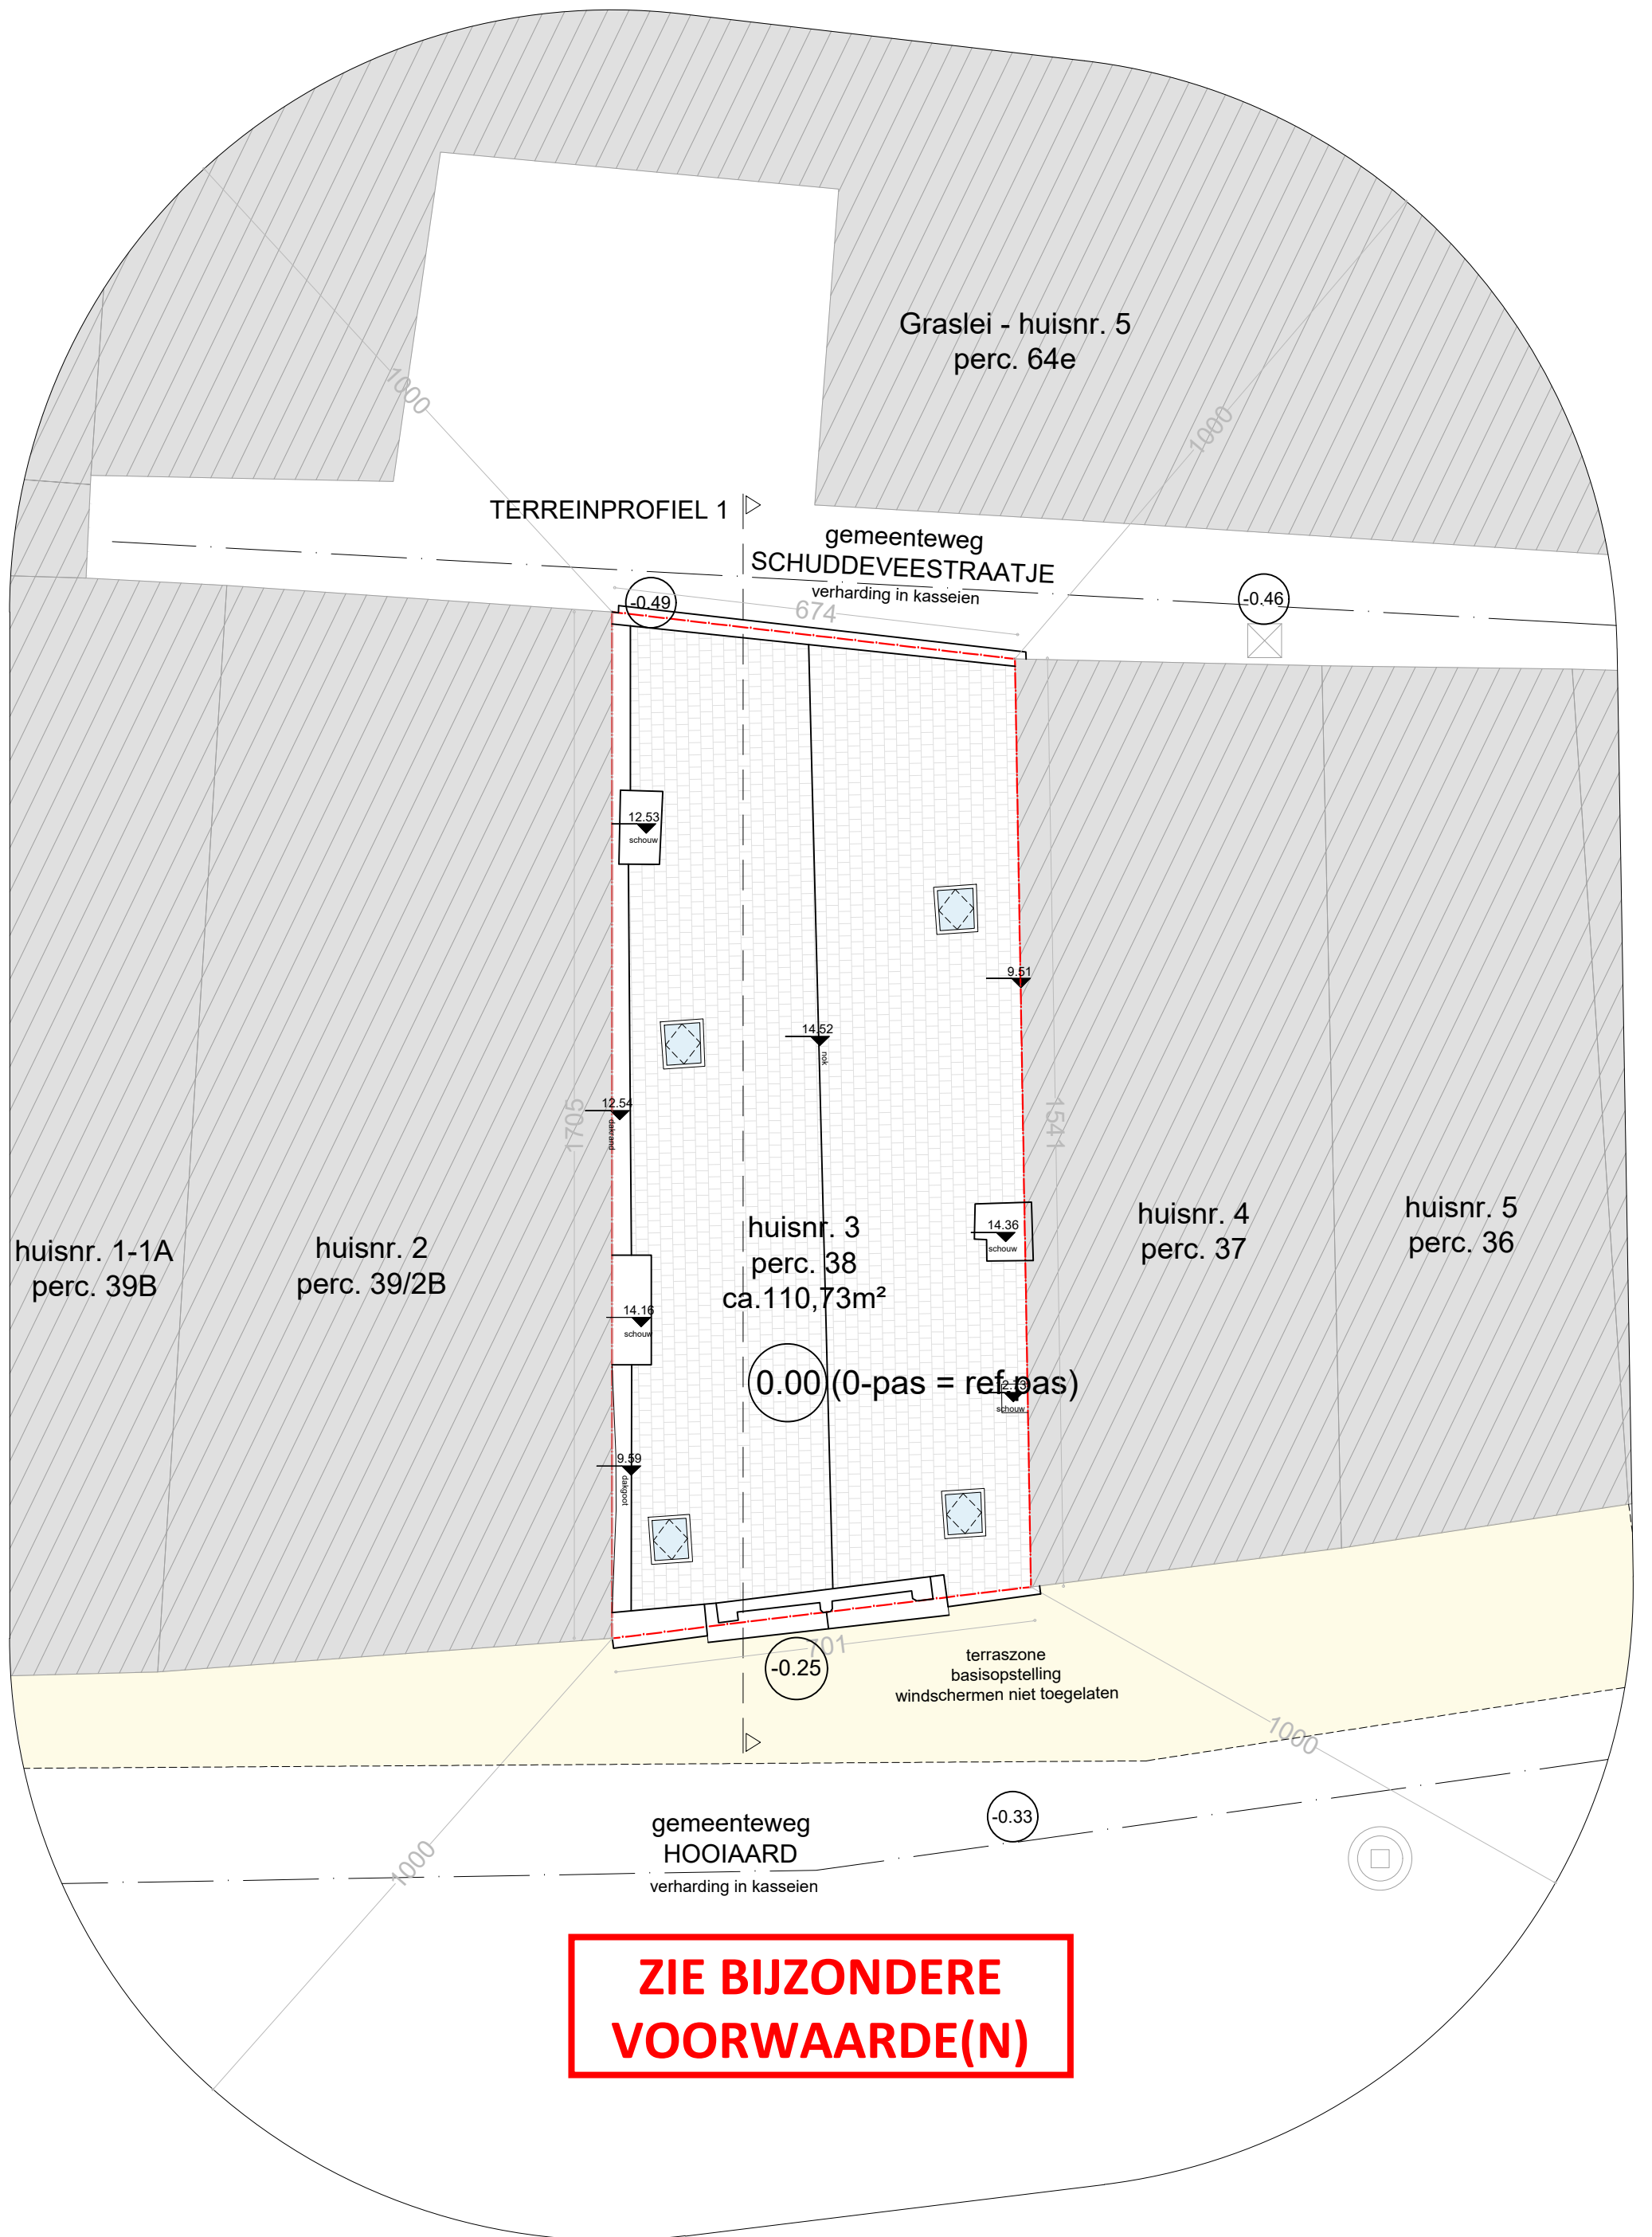 Graslei - huisnr. 5
perc. 64e
1000
1000
TERREINPROFIEL 1
gemeenteweg
SCHUDDEVEESTRAATJE
verharding in kasseien
-0.49
674
-0.46
12.53
schouw
9.51
14.52
nok
12.54
dakrand
1705
1541
huisnr. 1-1A
perc. 39B
huisnr. 2
perc. 39/2B
huisnr. 3
perc. 38
ca.110,73m²
14.36
schouw
huisnr. 4
perc. 37
huisnr. 5
perc. 36
14.16
schouw
0.00 (0-pas = ref.pas)
schouw
9.59
dakgoot
701
-0.25
terraszone
basisopstelling
windschermen niet toegelaten
1000
gemeenteweg
HOOIAARD
verharding in kasseien
-0.33
1000
ZIE BIJZONDERE
VOORWAARDE(N)